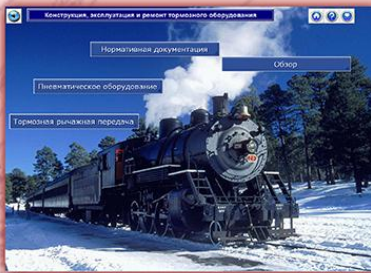 Конструкция, эксплуатация и ремонт тормозного оборудования
Нормативная документация
Обзор
Пневматическое оборудование
Тормозная рычажная передача